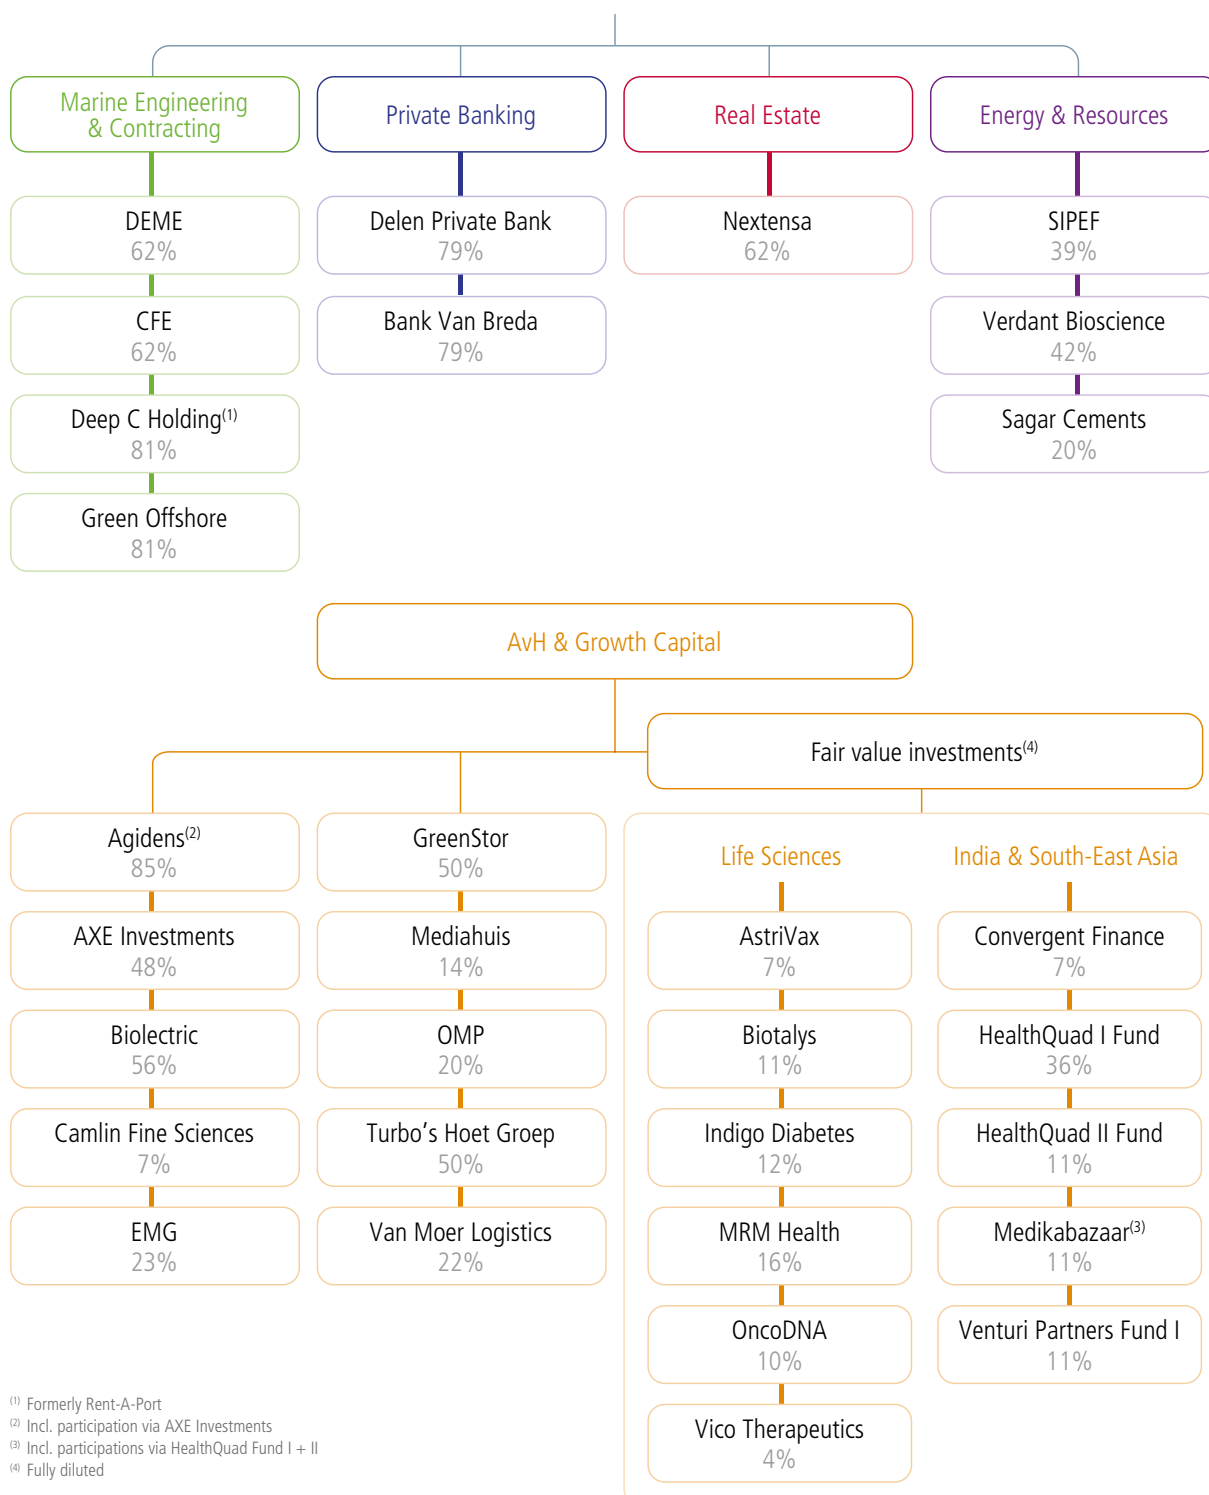 Marine Engineering
& Contracting
DEME
62%
CFE
62%
Deep C Holding(1)
81%
Green Offshore
81%
Private Banking
Delen Private Bank
79%
Bank Van Breda
79%
Real Estate
Nextensa
62%
Energy & Resources
SIPEF
39%
Verdant Bioscience
42%
Sagar Cements
20%
AvH & Growth Capital
Agidens(2)
85%
AXE Investments
48%
Biolectric
56%
Camlin Fine Sciences
7%
EMG
23%
GreenStor
50%
Mediahuis
14%
OMP
20%
Turbo’s Hoet Groep
50%
Van Moer Logistics
22%
Fair value investments(4)
Life Sciences
AstriVax
7%
Biotalys
11%
Indigo Diabetes
12%
MRM Health
16%
OncoDNA
10%
Vico Therapeutics
4%
India & South-East Asia
Convergent Finance
7%
HealthQuad I Fund
36%
HealthQuad II Fund
11%
Medikabazaar(3)
11%
Venturi Partners Fund I
11%
(1) Formerly Rent-A-Port
(2) Incl. participation via AXE Investments
(3) Incl. participations via HealthQuad Fund I + II
(4) Fully diluted